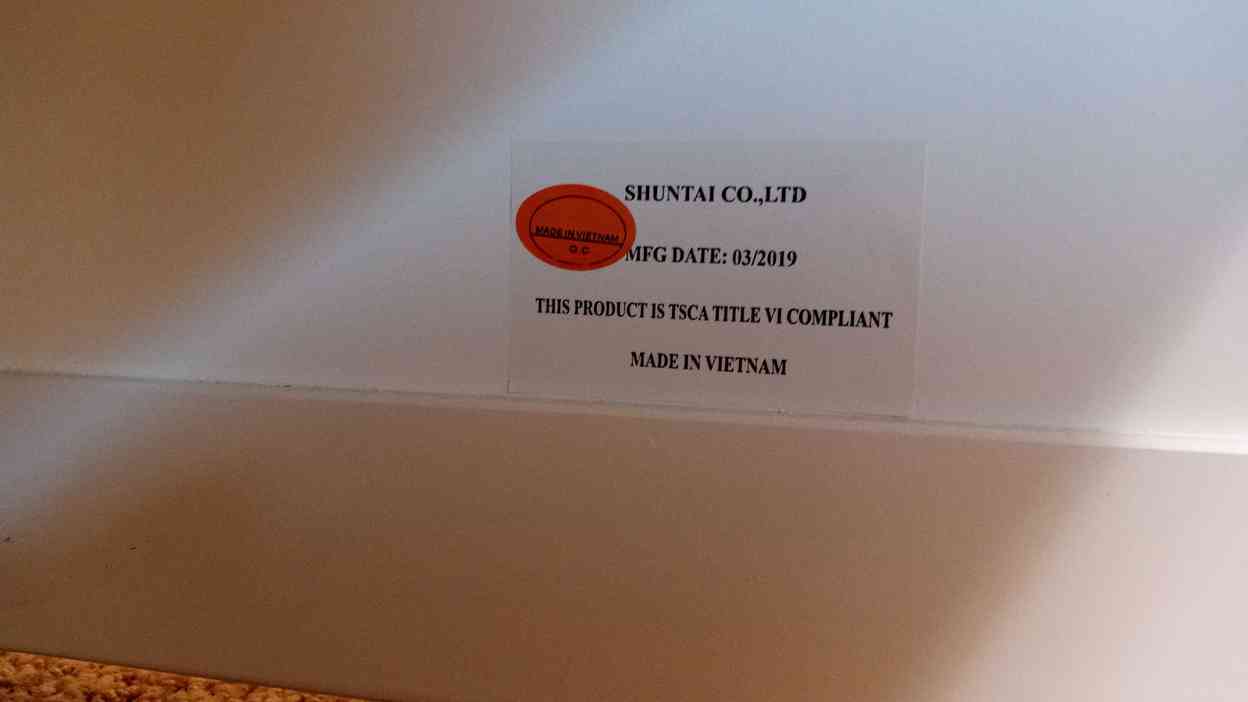 SHUNTAI CO.,LTD
MADE IN VIETNAM
Q.C
MFG DATE: 03/2019
THIS PRODUCT IS TSCA TITLE VI COMPLIANT
MADE IN VIETNAM